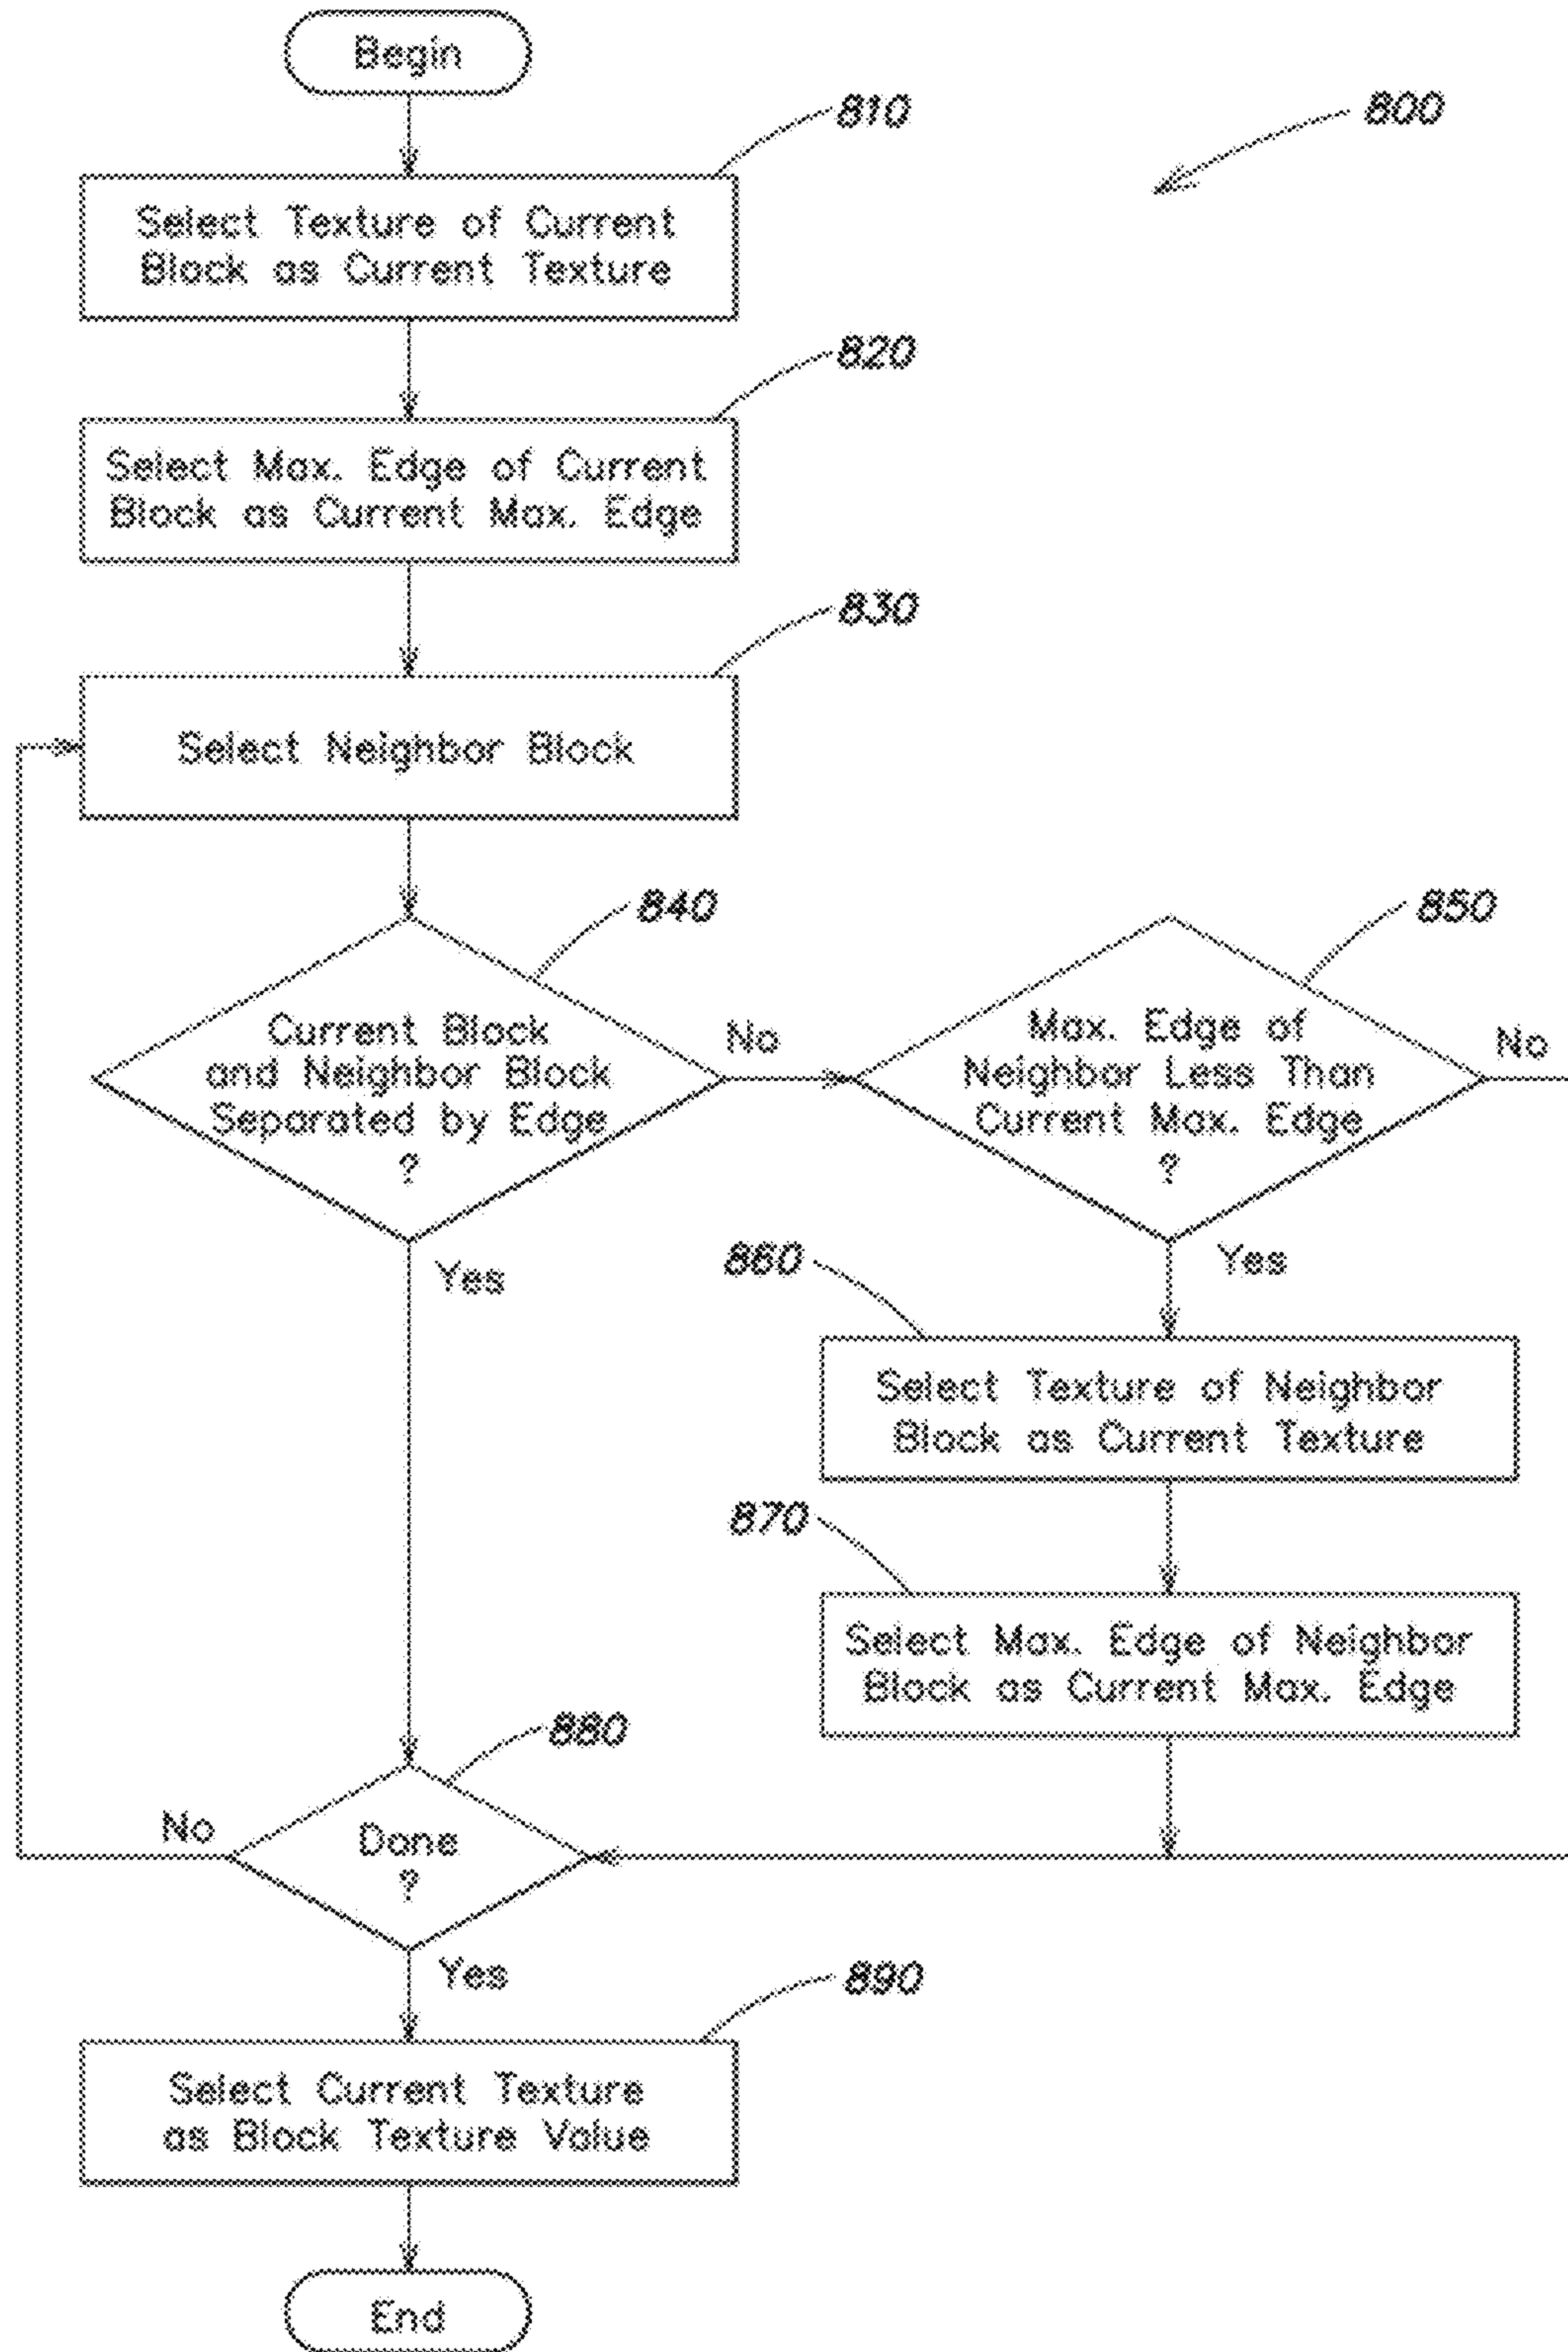 Begin
810
800
Select Texture of Current
Block as Current Texture
820
Select Max. Edge of Current
Block as Current Max. Edge
830
Select Neighbor Block
840
850
Current Block
and Neighbor Block
Separated by Edge
?
No
Max. Edge of
Neighbor Less Than
Current Max. Edge
?
No
Yes
860
Yes
Select Texture of Neighbor
Block as Current Texture
870
Select Max. Edge of Neighbor
Block as Current Max. Edge
880
No
Done
?
Yes
890
Select Current Texture
as Block Texture Value
End